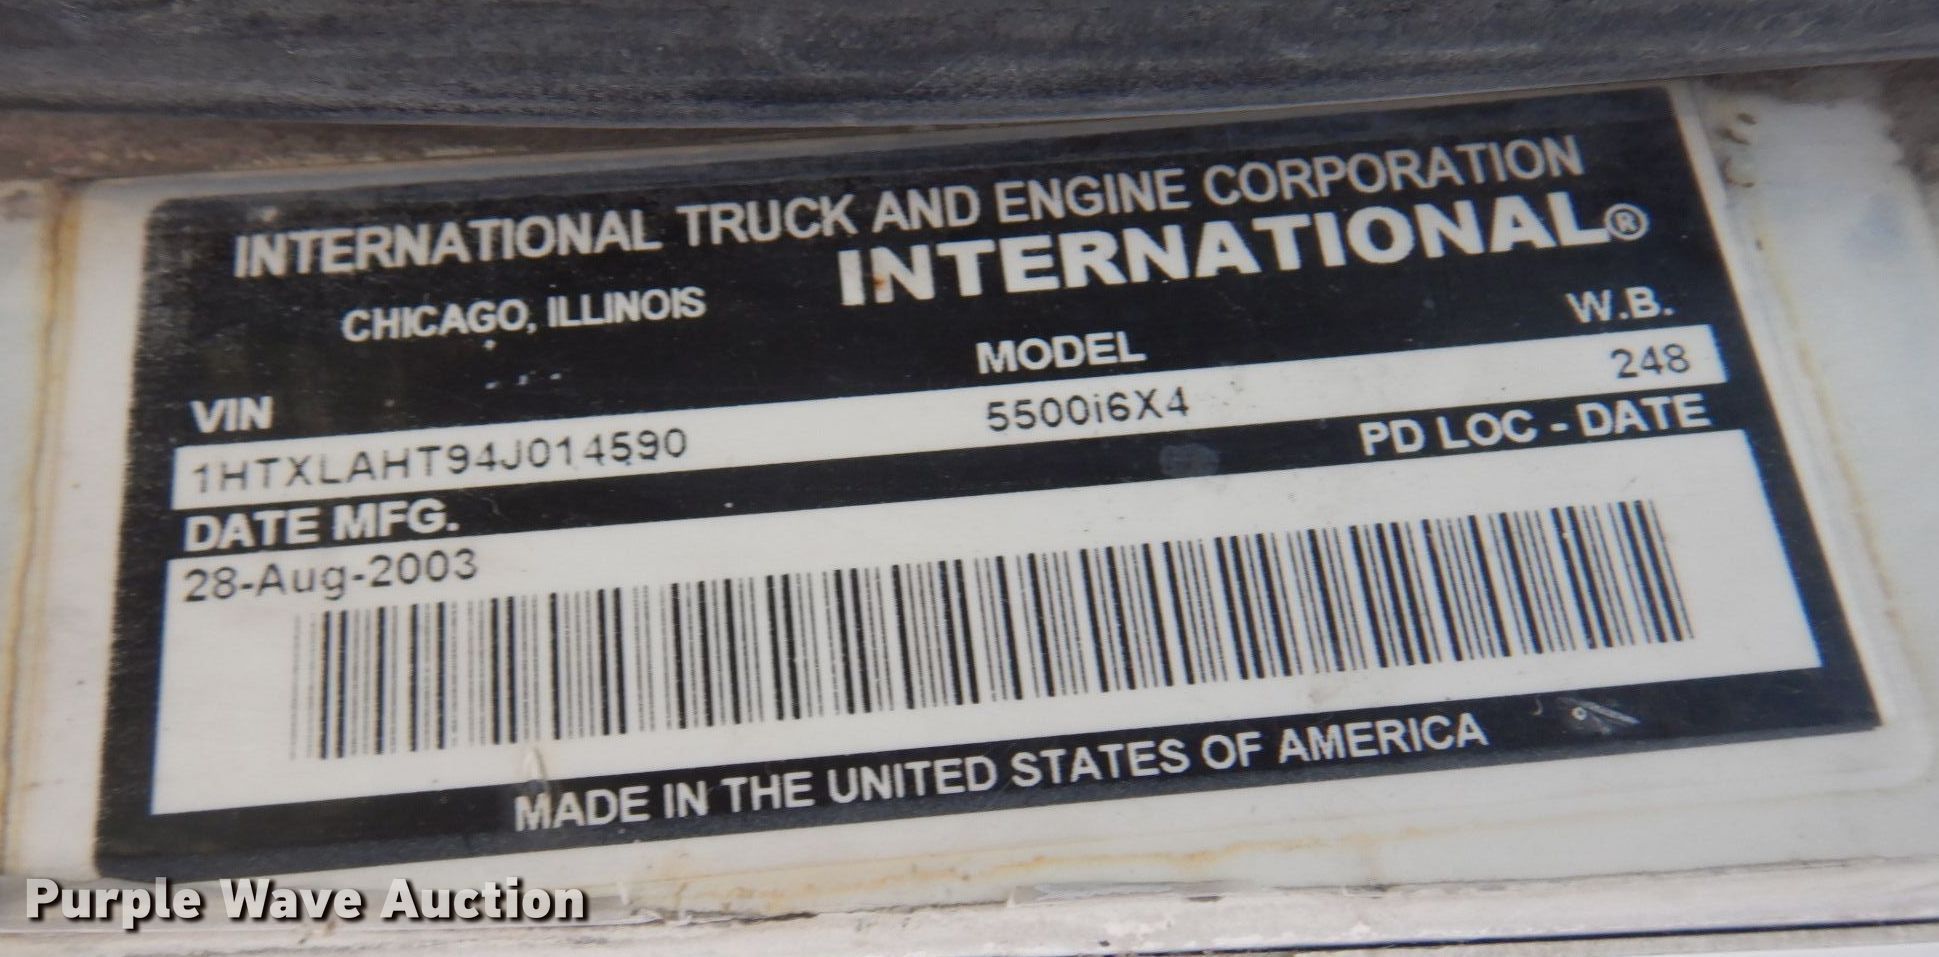 INTERNATIONAL TRUCK AND ENGINE CORPORATION
CHICAGO, ILLINOIS INTERNATIONAL®
VIN MODEL W.B.
1HTXLAHT94J014590 5500i6X4 248
DATE MFG. PD LOC - DATE
28-Aug-2003
MADE IN THE UNITED STATES OF AMERICA
Purple Wave Auction